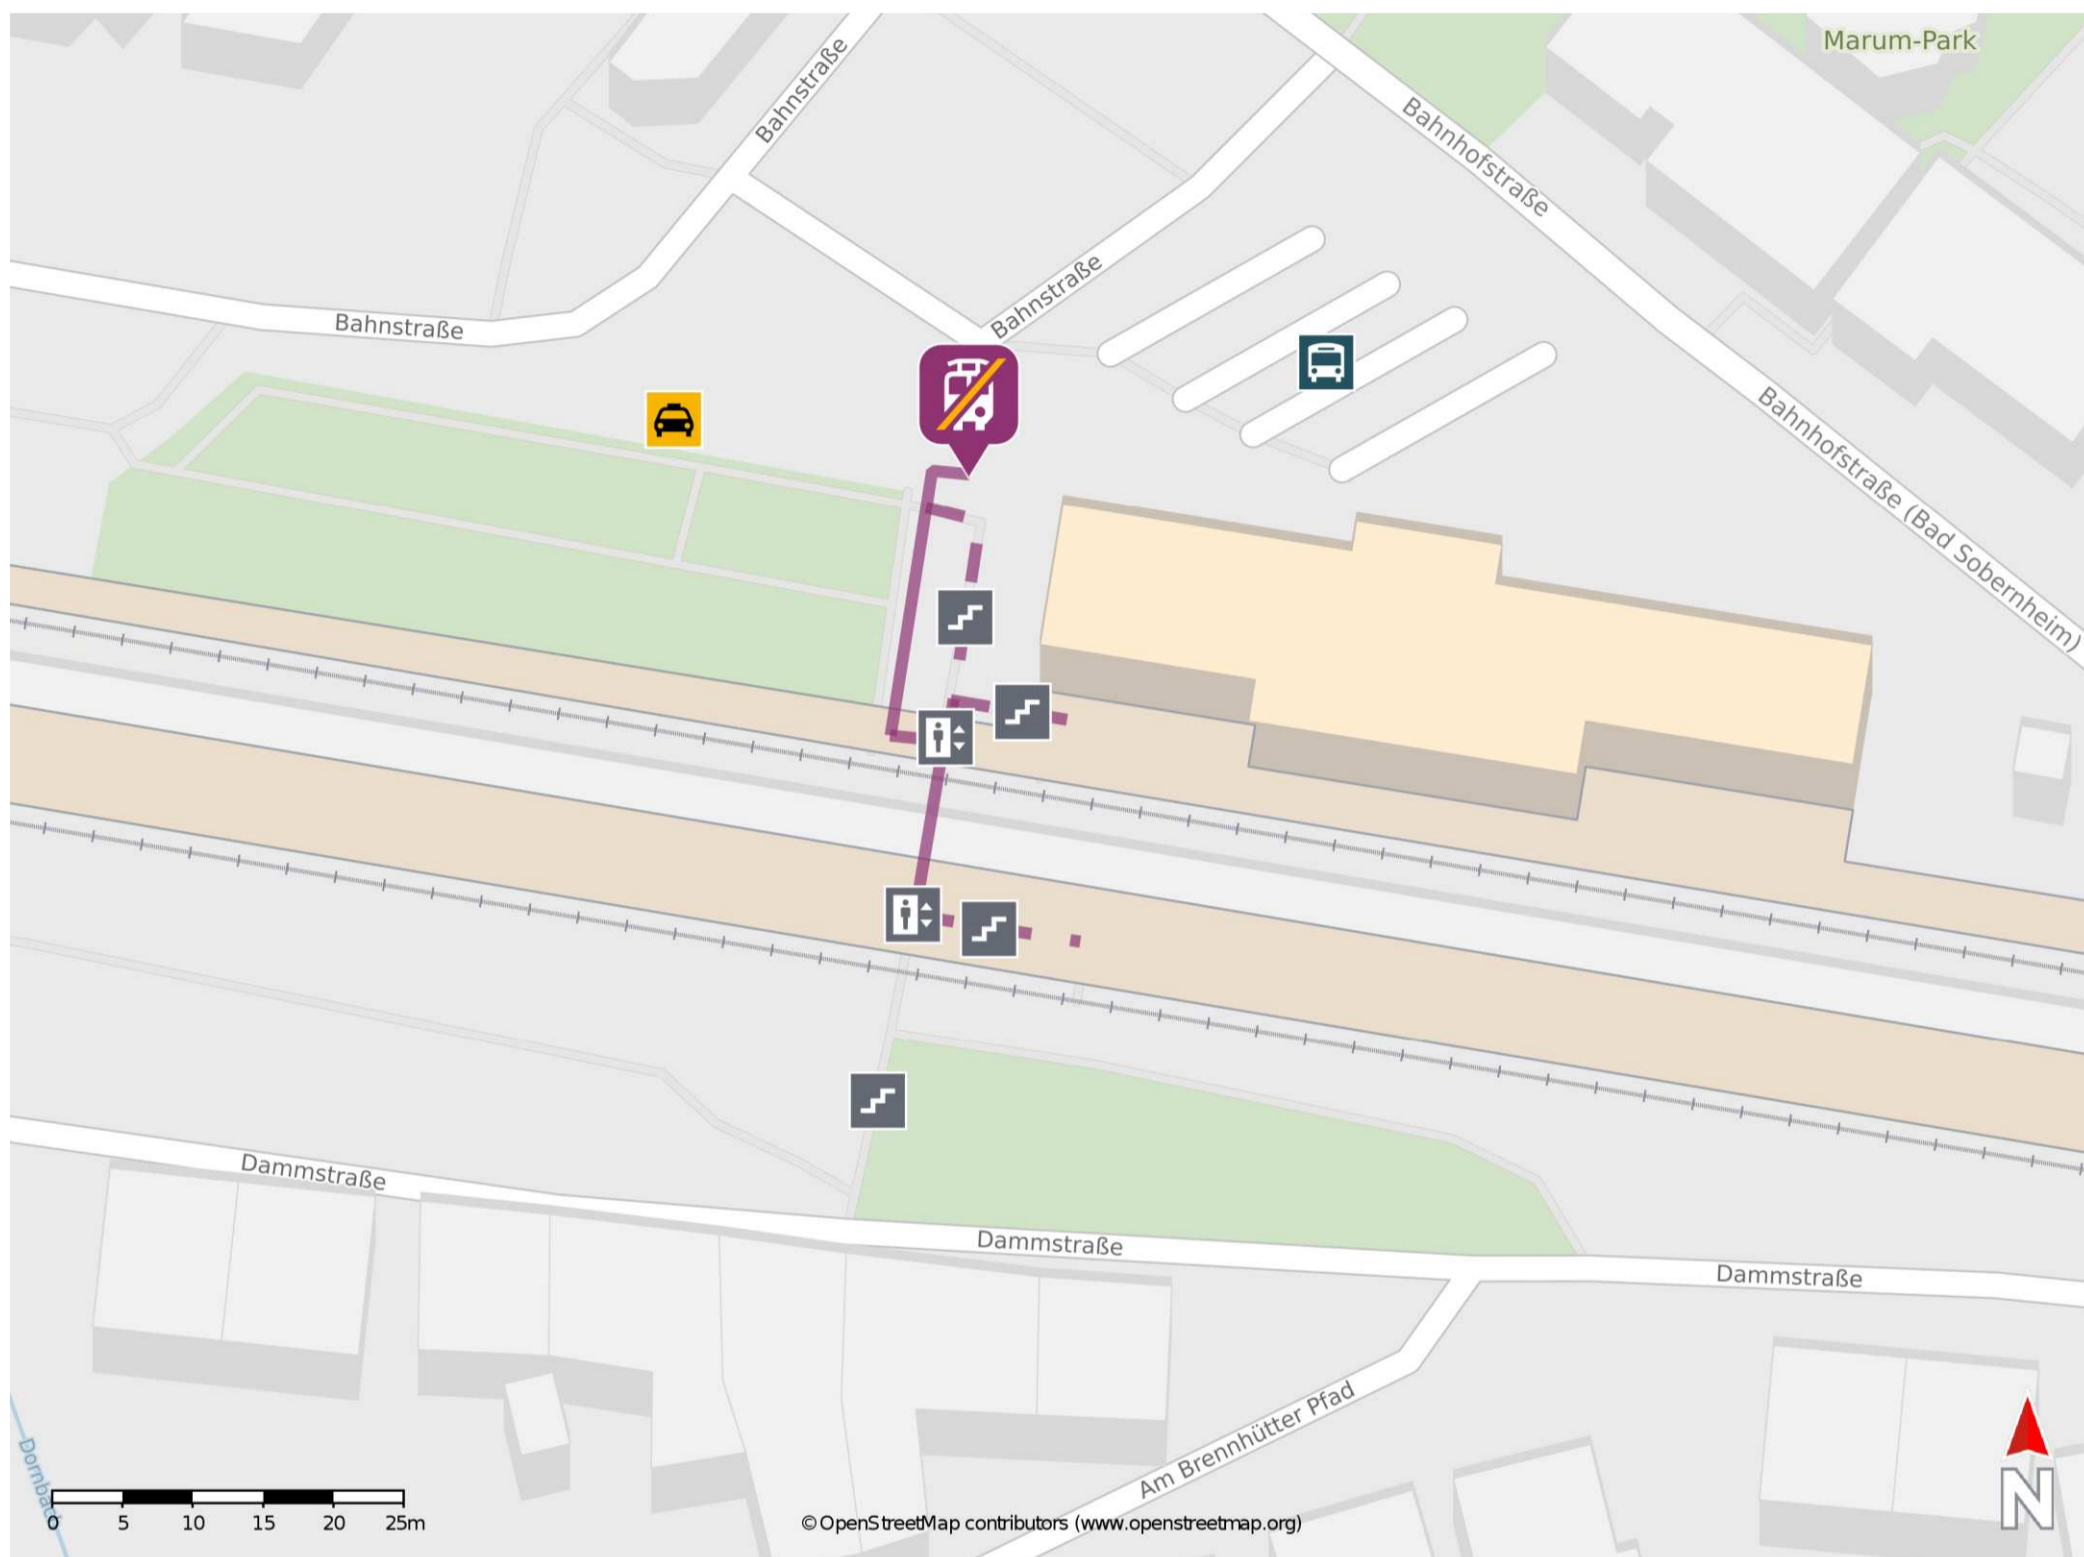 Marum-Park
Bahnstraße
Bahnhofstraße
Bahnstraße
Bahnstraße
Bahnhofstraße (Bad Sobernheim)
Dammstraße
Dammstraße
Dammstraße
Am Brennhütter Pfad
0 5 10 15 20 25m
© OpenStreetMap contributors (www.openstreetmap.org)
N